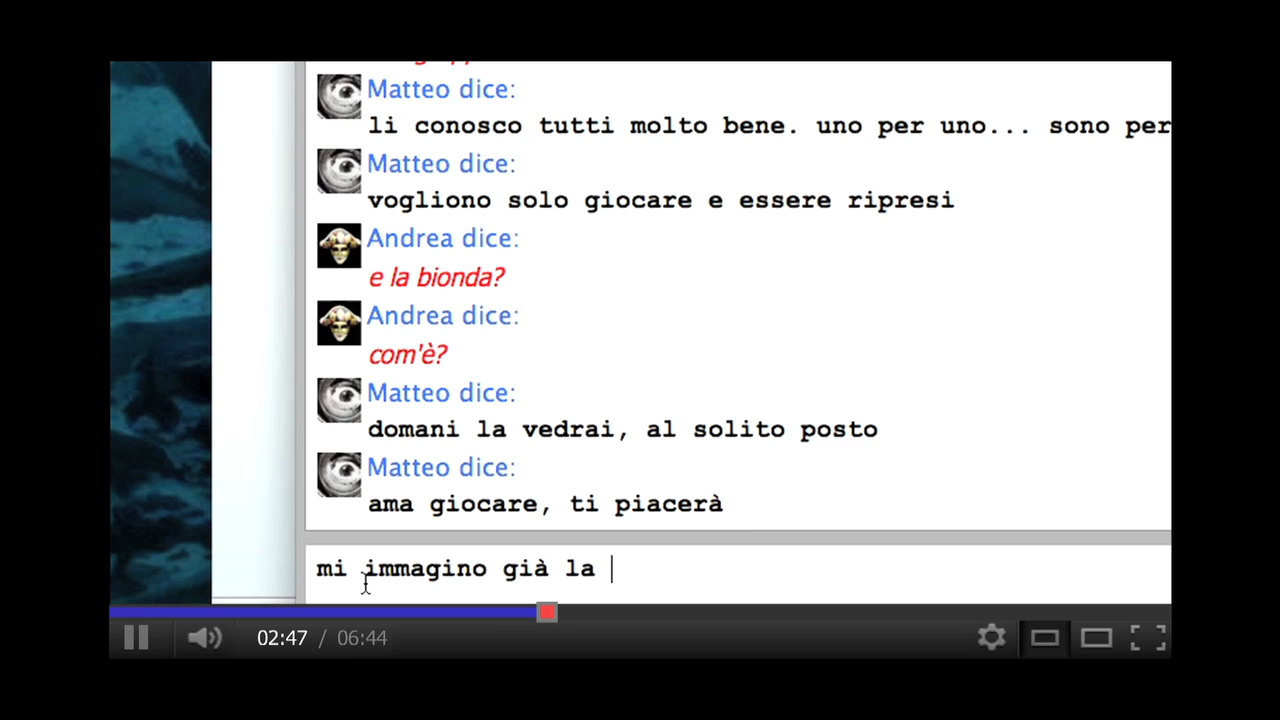 Matteo dice:
li conosco tutti molto bene. uno per uno... sono per
Matteo dice:
vogliono solo giocare e essere ripresi
Andrea dice:
e la bionda?
Andrea dice:
com'è?
Matteo dice:
domani la vedrai, al solito posto
Matteo dice:
ama giocare, ti piacerà
mi immagino già la
02:47 / 06:44